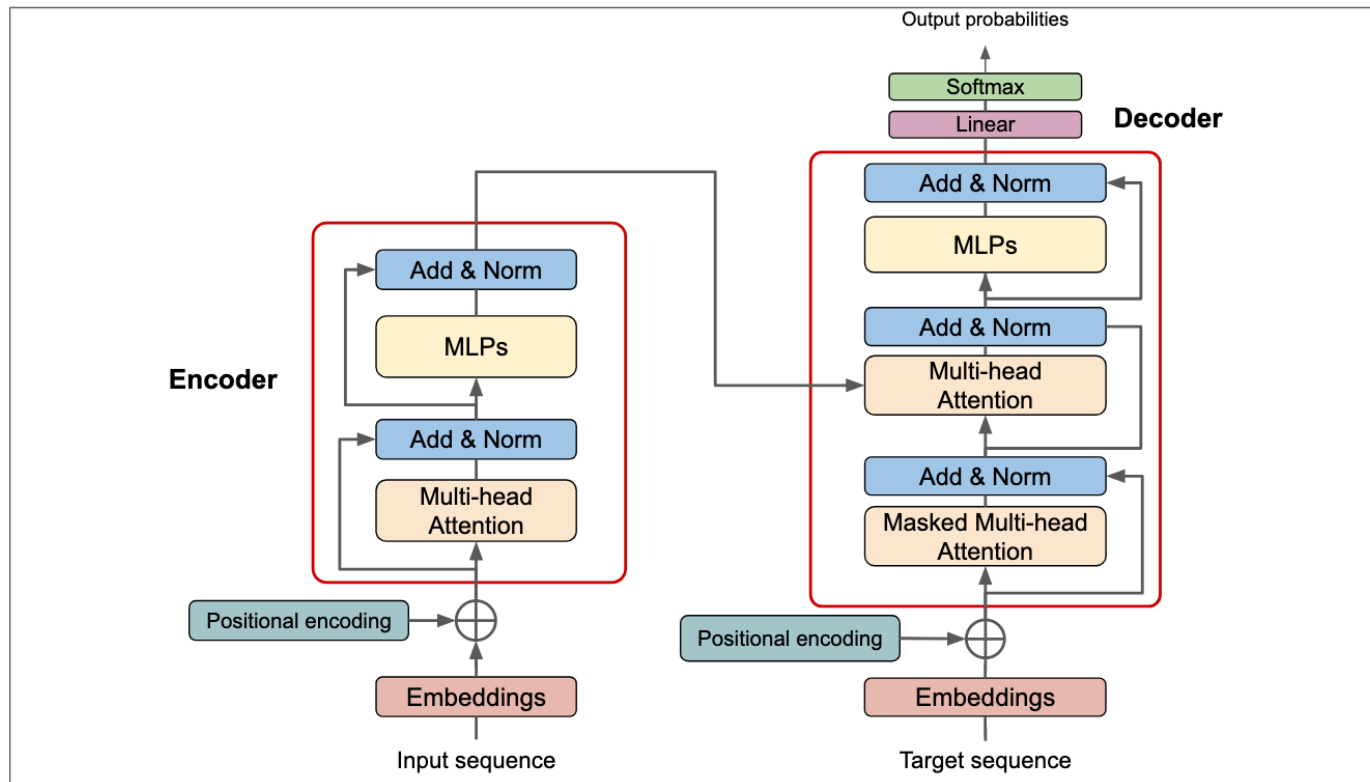 Output probabilities
Softmax
Linear
Decoder
Add & Norm
MLPs
Add & Norm
Multi-head
Attention
Add & Norm
Masked Multi-head
Attention
Positional encoding
Embeddings
Target sequence
Encoder
Add & Norm
MLPs
Add & Norm
Multi-head
Attention
Positional encoding
Embeddings
Input sequence